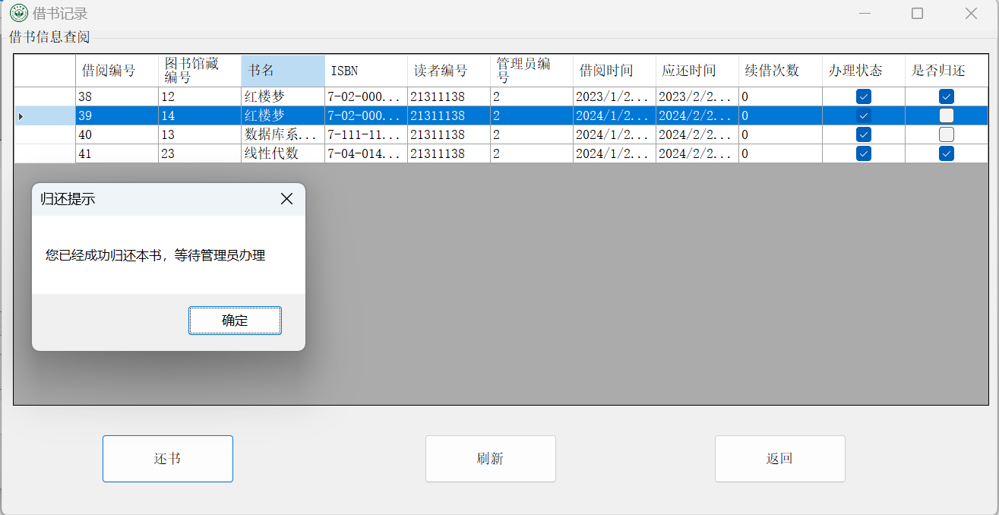 借书记录
借书信息查阅
借阅编号 图书馆藏编号 书名 ISBN 读者编号 管理员编号 借阅时间 应还时间 续借次数 办理状态 是否归还
38 12 红楼梦 7-02-000... 21311138 2 2023/1/2... 2023/2/2... 0
39 14 红楼梦 7-02-000... 21311138 2 2024/1/2... 2024/2/2... 0
40 13 数据库系... 7-111-11... 21311138 2 2024/1/2... 2024/2/2... 0
41 23 线性代数 7-04-014... 21311138 2 2024/1/2... 2024/2/2... 0
归还提示
您已经成功归还本书，等待管理员办理
确定
还书 刷新 返回